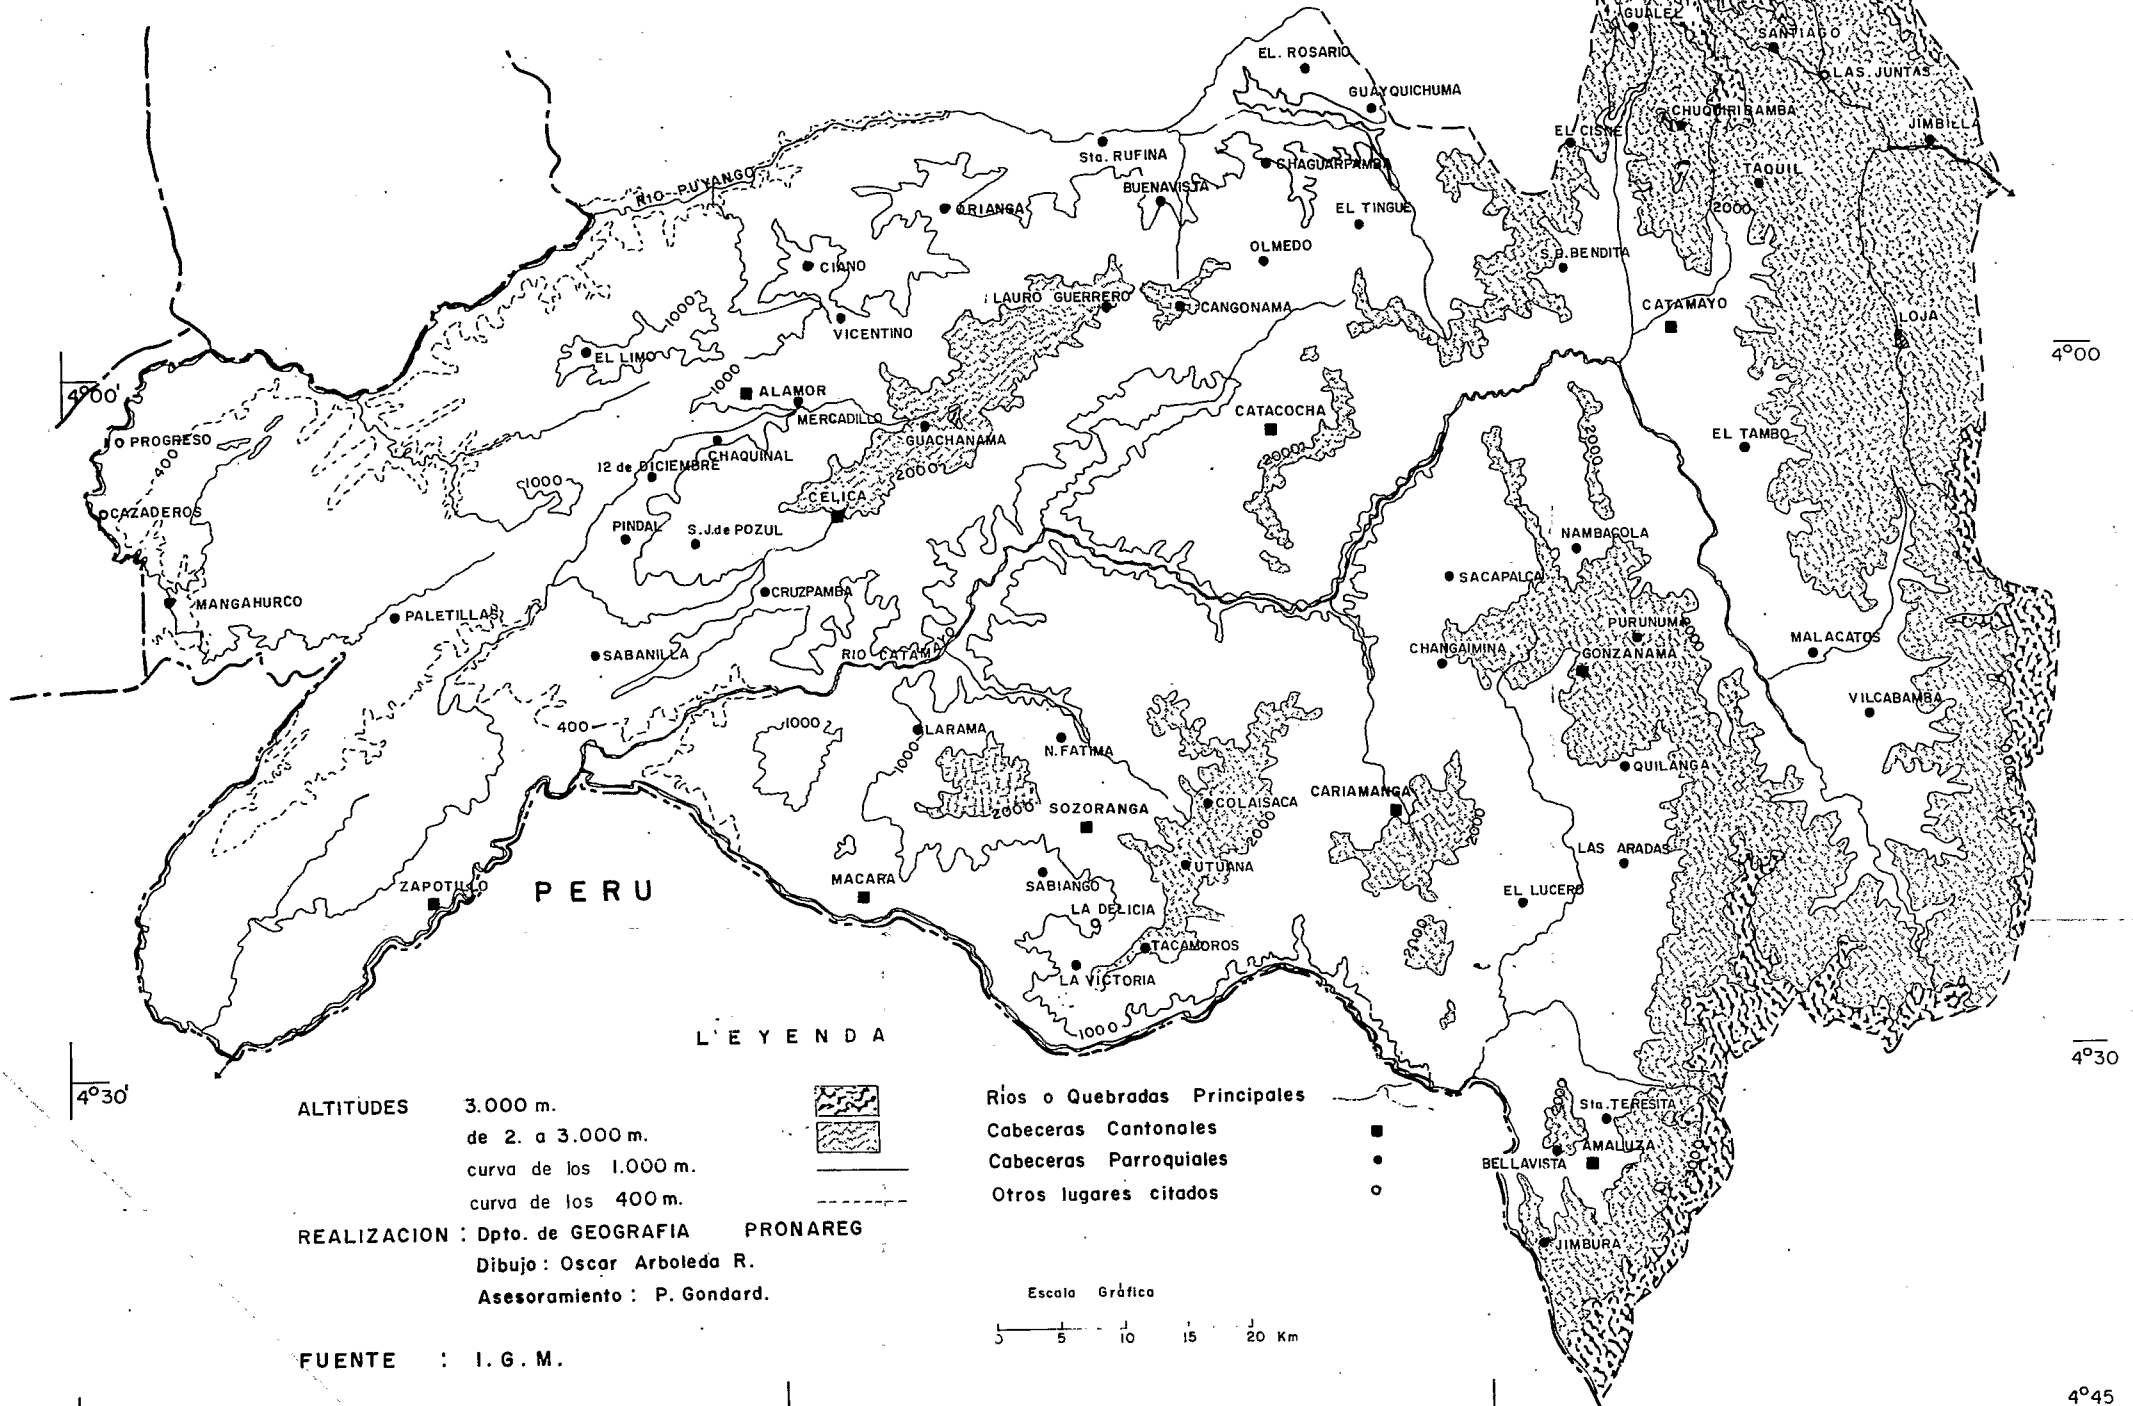 GUALEL
SANTIAGO
EL. ROSARIO
LAS JUNTAS
GUAYQUICHUMA
CHUQUIRIBAMBA
EL CISNE
JIMBILLA
Sta. RUFINA
CHAGUARPAMBA
TAQUIL
RIO PUYANGO
BUENAVISTA
ORIANGA
EL TINGUE
2000
OLMEDO
S.B. BENDITA
CIANO
LAURO GUERRERO
CANGONAMA
CATAMAYO
1000
VICENTINO
LOJA
EL LIMO
4°00
4°00'
1000
ALAMOR
MERCADILLO
CATACOCHA
PROGRESO
GUACHANAMA
EL TAMBO
2000
400
CHAQUINAL
2000
12 de DICIEMBRE
2000
1000
CELICA
CAZADEROS
PINDAL
S.J. de POZUL
NAMBACOLA
SACAPALCA
CRUZPAMBA
MANGAHURCO
PALETILLAS
PURUNUMA
2000
MALACATOS
SABANILLA
RIO CATAMAYO
CHANGAIMINA
GONZANAMA
VILCABAMBA
400
1000
LARAMA
N. FATIMA
1000
QUILANGA
CARIAMANGA
COLAISACA
2000
SOZORANGA
2000
2000
LAS ARADAS
UTUANA
MACARA
SABIANGO
ZAPOTILLO
PERU
EL LUCERO
LA DELICIA
TACAMOROS
2000
LA VICTORIA
1000
LEYENDA
4°30
4°30'
ALTITUDES 3.000 m.
de 2. a 3.000 m.
curva de los 1.000 m.
curva de los 400 m.
Rios o Quebradas Principales
Cabeceras Cantonales
Cabeceras Parroquiales
Otros lugares citados
Sta. TERESITA
AMALUZA
3000
BELLAVISTA
JIMBURA
REALIZACION : Dpto. de GEOGRAFIA PRONAREG
Dibujo : Oscar Arboleda R.
Asesoramiento : P. Gondard.
Escala Gráfica
5 10 15 20 Km
FUENTE : I.G.M.
4°45